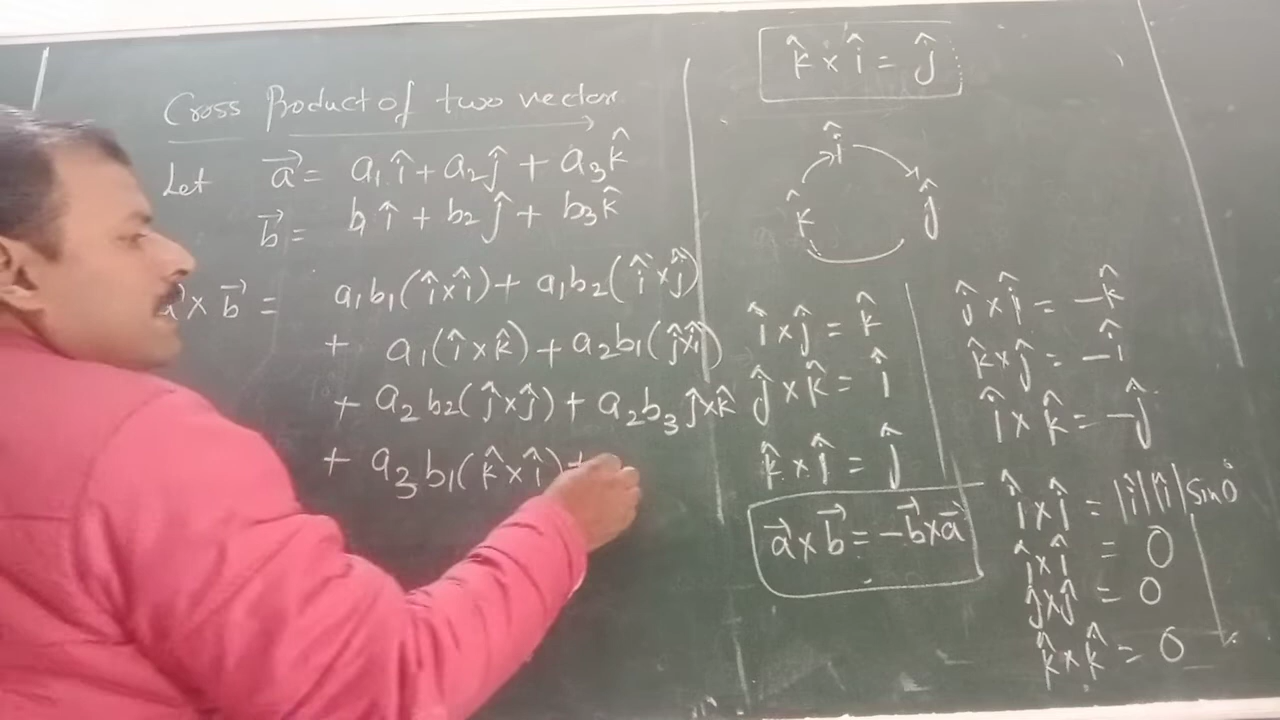 Cross Product of two vector
Let a⃗ = a₁î + a₂ĵ + a₃k̂
b⃗ = b₁î + b₂ĵ + b₃k̂
a⃗ × b⃗ = a₁b₁(î×î) + a₁b₂(î×ĵ)
+ a₁(î×k̂) + a₂b₁(ĵ×î)
+ a₂b₂(ĵ×ĵ) + a₂b₃ ĵ×k̂
+ a₃b₁(k̂×î) +
k̂ × î = ĵ
î
k̂ ĵ
î × ĵ = k̂
ĵ × k̂ = î
k̂ × î = ĵ
a⃗ × b⃗ = −b⃗ × a⃗
ĵ × î = −k̂
k̂ × ĵ = −î
î × k̂ = −ĵ
î × î = |î||î| sin0°
î×î = 0
ĵ×ĵ = 0
k̂×k̂ = 0